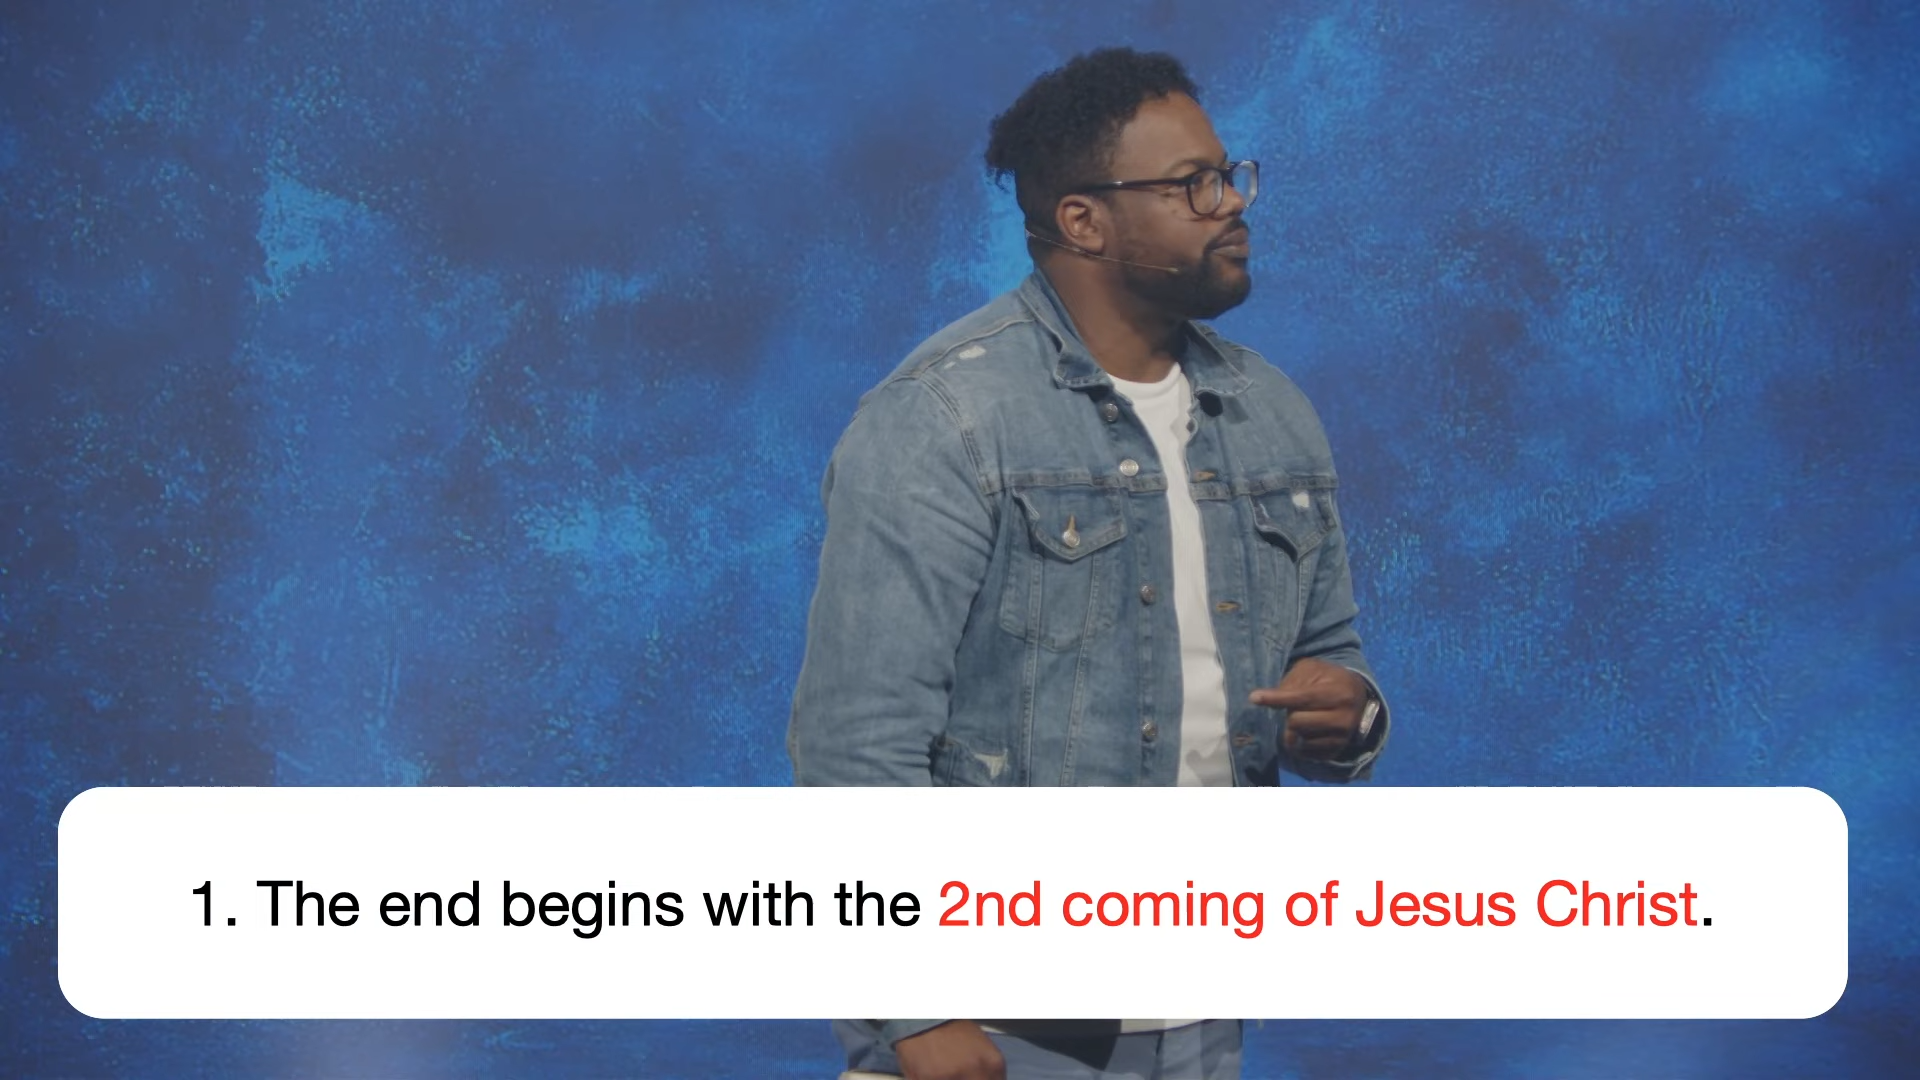 1. The end begins with the 2nd coming of Jesus Christ.